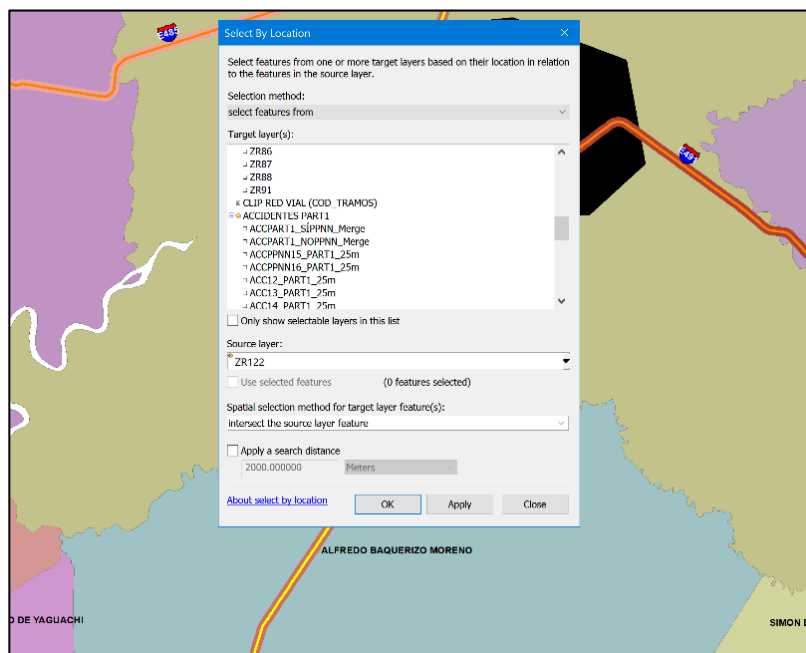 E485
Select By Location
Select features from one or more target layers based on their location in relation
to the features in the source layer.
Selection method:
select features from
Target layer(s):
ZR86
ZR87
ZR88
ZR91
CLIP RED VIAL (COD_TRAMOS)
ACCIDENTES PART1
ACCPART1_SIPPNN_Merge
ACCPART1_NOPPNN_Merge
ACCPPNN15_PART1_25m
ACCPPNN16_PART1_25m
ACC12_PART1_25m
ACC13_PART1_25m
ACC14_PART1_25m
Only show selectable layers in this list
Source layer:
ZR122
Use selected features (0 features selected)
Spatial selection method for target layer feature(s):
intersect the source layer feature
Apply a search distance
2000.000000 Meters
About select by location OK Apply Close
E491
ALFREDO BAQUERIZO MORENO
O DE YAGUACHI
SIMON B